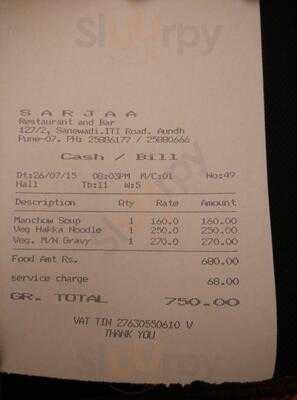 SARJAA
Restaurant and Bar
127/2, Sanewadi.ITI Road. Aundh
Pune-07. PH: 25886177 / 25880666
Cash / Bill
Dt:26/07/15 08:03PM M/C:01 No:49
Hall Tb:11 W:5
Description Qty Rate Amount
Manchow Soup 1 160.0 160.00
Veg Hakka Noodle 1 250.0 250.00
Veg. M/N Gravy 1 270.0 270.00
Food Amt Rs. 680.00
service charge 68.00
GR. TOTAL 750.00
VAT TIN 27630550610 V
THANK YOU